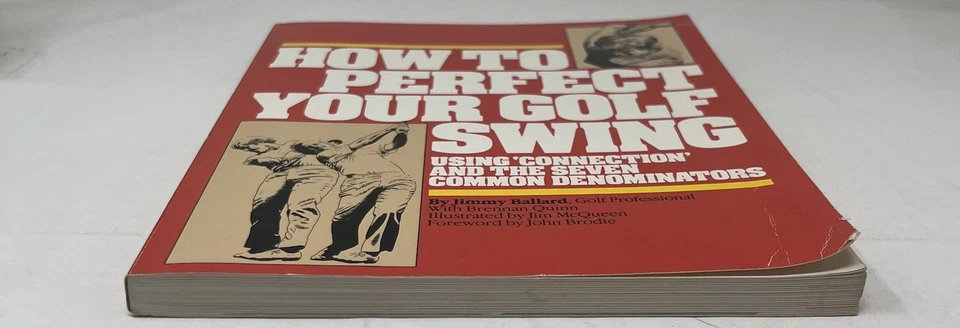 HOW TO
PERFECT
YOUR GOLF
SWING
USING 'CONNECTION'
AND THE SEVEN
COMMON DENOMINATORS
By Jimmy Ballard, Golf Professional
With Brennan Quinn
Illustrated by Jim McQueen
Foreword by John Brodie